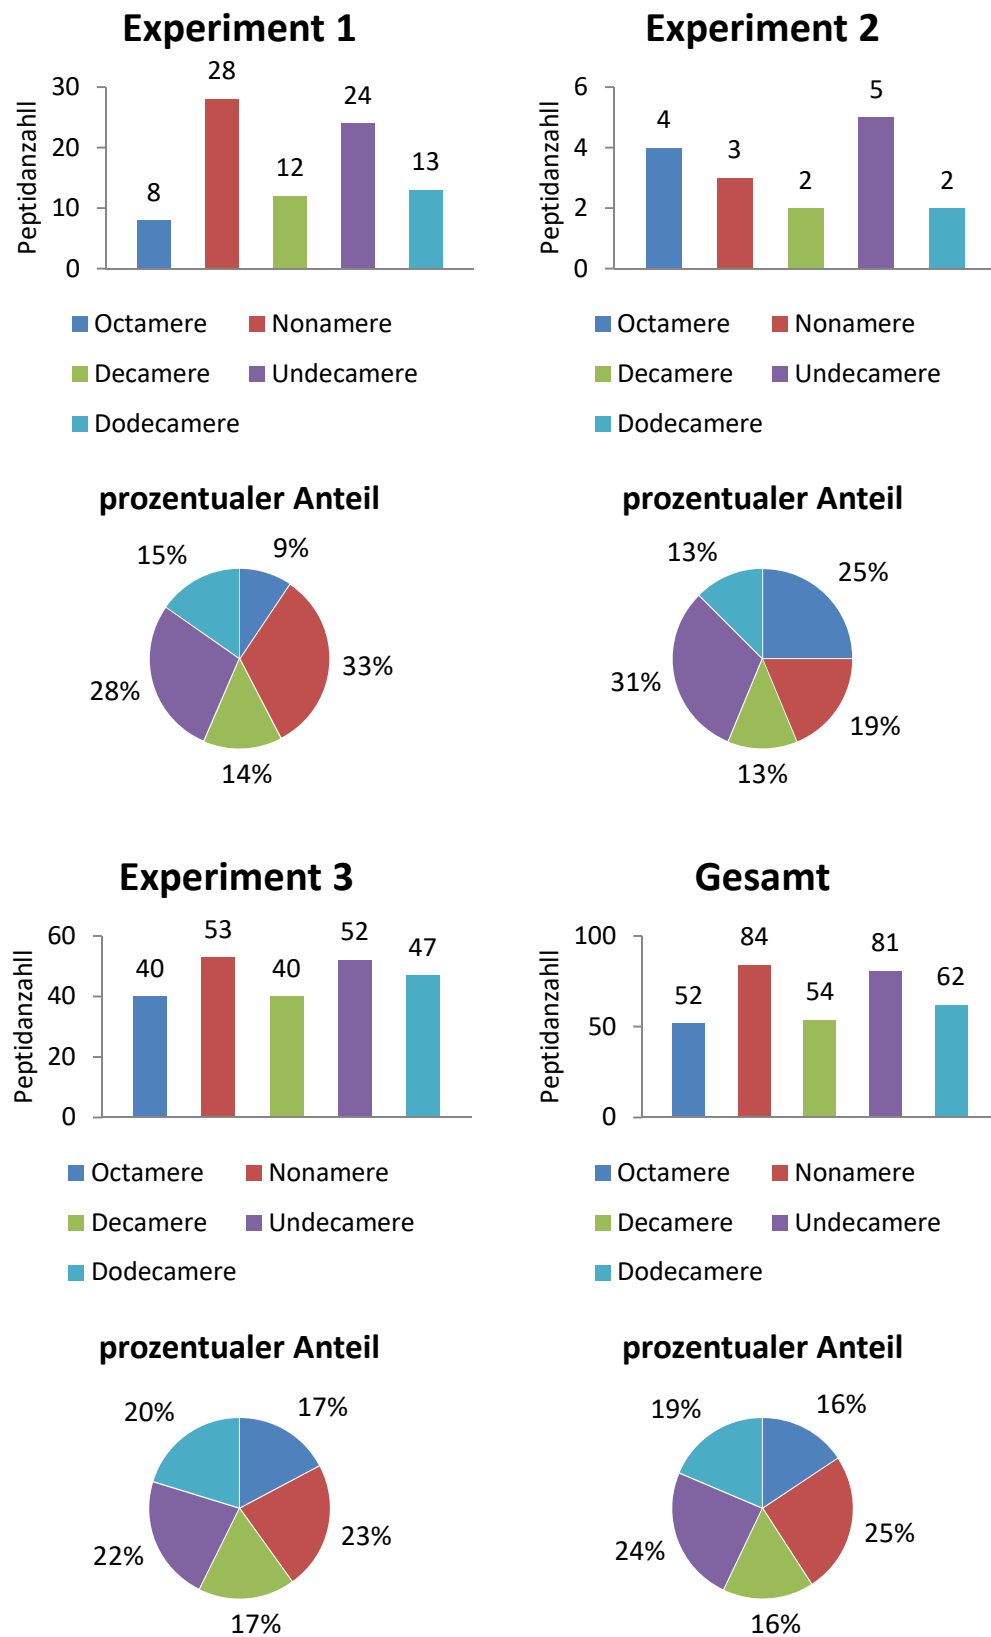 Experiment 1
Peptidanzahll
30
20
10
0
8
28
12
24
13
Octamere
Nonamere
Decamere
Undecamere
Dodecamere
prozentualer Anteil
9%
33%
14%
28%
15%
Experiment 2
Peptidanzahll
6
4
2
0
4
3
2
5
2
Octamere
Nonamere
Decamere
Undecamere
Dodecamere
prozentualer Anteil
25%
19%
13%
31%
13%
Experiment 3
Peptidanzahll
60
40
20
0
40
53
40
52
47
Octamere
Nonamere
Decamere
Undecamere
Dodecamere
prozentualer Anteil
17%
23%
17%
22%
20%
Gesamt
Peptidanzahll
100
50
0
52
84
54
81
62
Octamere
Nonamere
Decamere
Undecamere
Dodecamere
prozentualer Anteil
16%
25%
16%
24%
19%